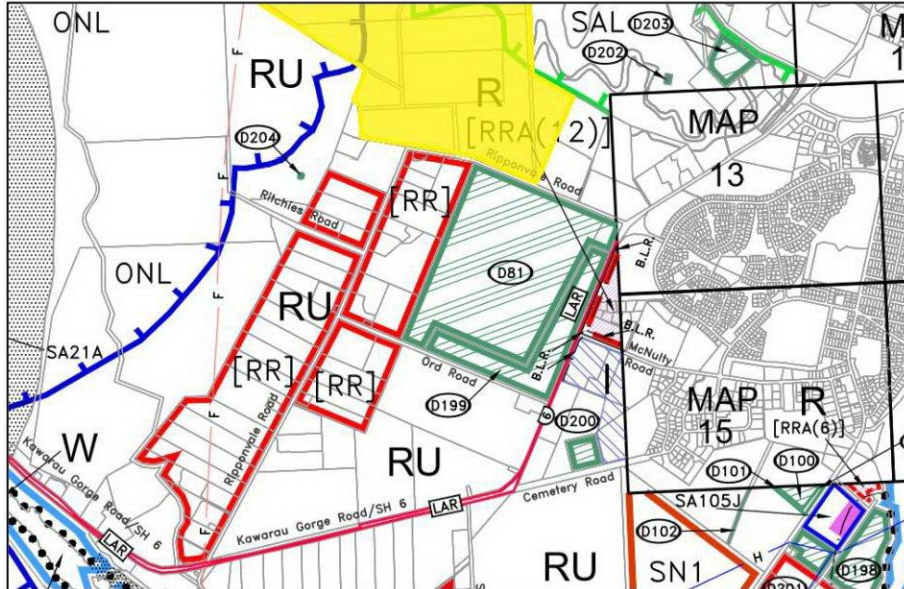 ONL
RU
F
SAL
D203
D202
M
1
R
[RRA(12)]
MAP
13
D204
F
Ripponvale Road
[RR]
Ritchies Road
D81
B.L.R.
ONL
F
RU
LAR
B.L.R.
McNulty
Road
SA21A
[RR]
[RR]
B.L.R.
Ord Road
I
MAP
15
R
[RRA(6)]
F
Ripponvale Road
D199
6
D200
W
RU
D101
D100
Kawarau Gorge Road/SH 6
Cemetery Road
SA105J
LAR
F
Kawarau Gorge Road/SH 6
LAR
D102
H
RU
SN1
D201
D198